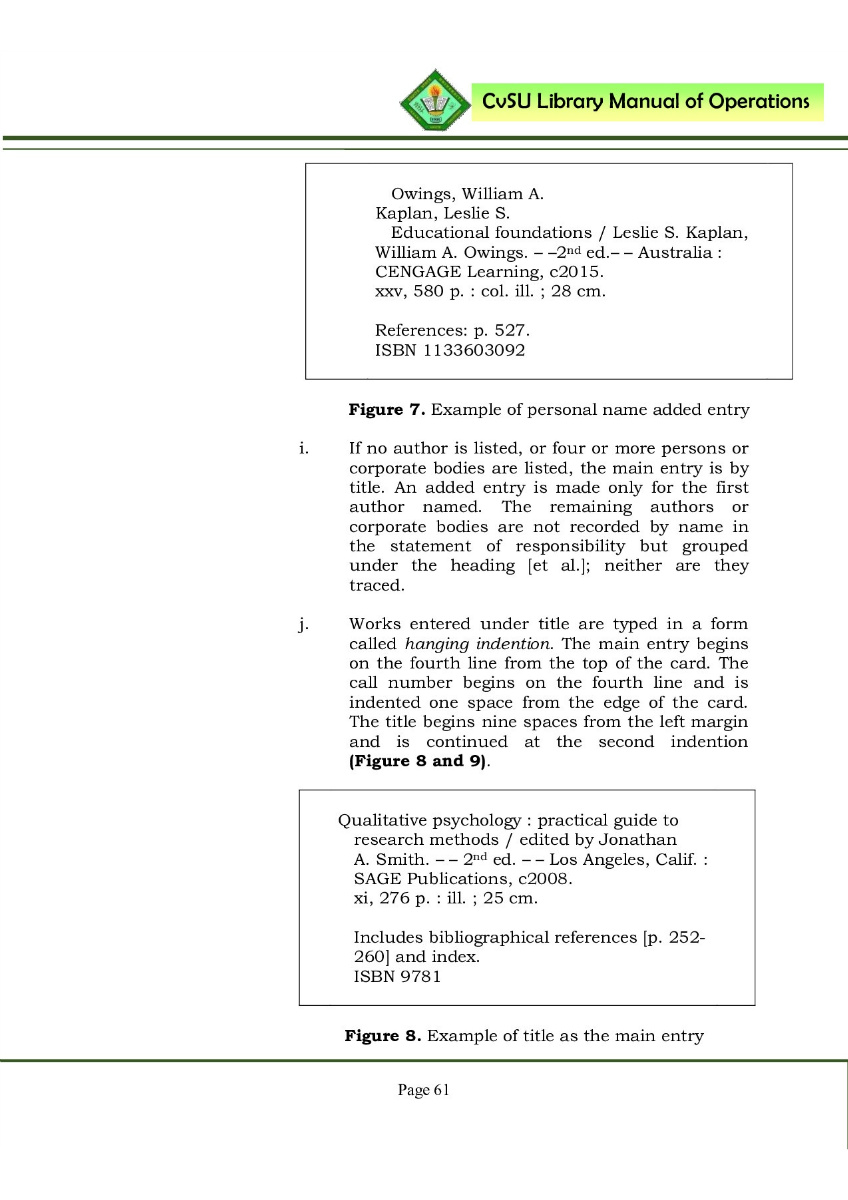 CvSU Library Manual of Operations
Owings, William A.
Kaplan, Leslie S.
Educational foundations / Leslie S. Kaplan,
William A. Owings. – –2nd ed.– – Australia :
CENGAGE Learning, c2015.
xxv, 580 p. : col. ill. ; 28 cm.
References: p. 527.
ISBN 1133603092
Figure 7. Example of personal name added entry
i. If no author is listed, or four or more persons or
corporate bodies are listed, the main entry is by
title. An added entry is made only for the first
author named. The remaining authors or
corporate bodies are not recorded by name in
the statement of responsibility but grouped
under the heading [et al.]; neither are they
traced.
j. Works entered under title are typed in a form
called hanging indention. The main entry begins
on the fourth line from the top of the card. The
call number begins on the fourth line and is
indented one space from the edge of the card.
The title begins nine spaces from the left margin
and is continued at the second indention
(Figure 8 and 9).
Qualitative psychology : practical guide to
research methods / edited by Jonathan
A. Smith. – – 2nd ed. – – Los Angeles, Calif. :
SAGE Publications, c2008.
xi, 276 p. : ill. ; 25 cm.
Includes bibliographical references [p. 252-
260] and index.
ISBN 9781
Figure 8. Example of title as the main entry
Page 61